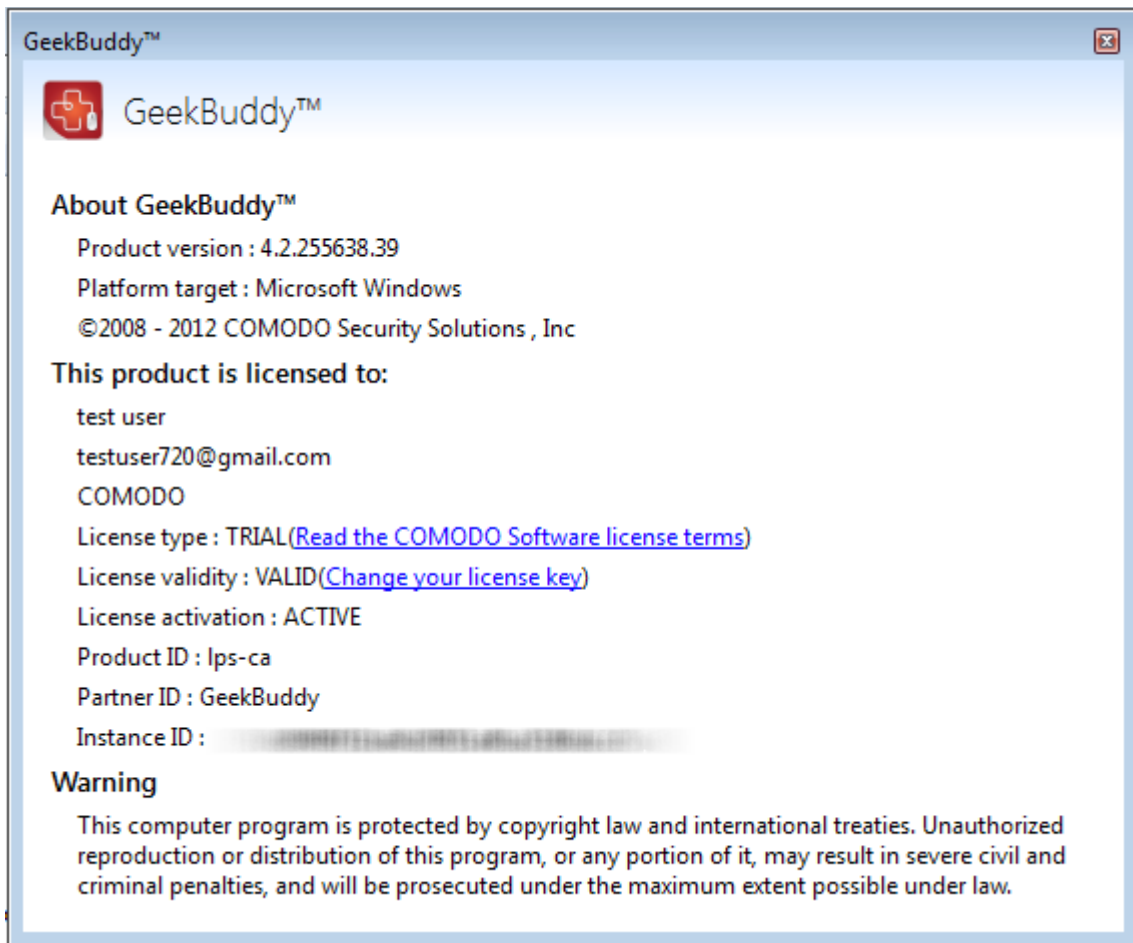 GeekBuddy™
GeekBuddy™
About GeekBuddy™
Product version : 4.2.255638.39
Platform target : Microsoft Windows
©2008 - 2012 COMODO Security Solutions , Inc
This product is licensed to:
test user
testuser720@gmail.com
COMODO
License type : TRIAL(Read the COMODO Software license terms)
License validity : VALID(Change your license key)
License activation : ACTIVE
Product ID : lps-ca
Partner ID : GeekBuddy
Instance ID :
Warning
This computer program is protected by copyright law and international treaties. Unauthorized
reproduction or distribution of this program, or any portion of it, may result in severe civil and
criminal penalties, and will be prosecuted under the maximum extent possible under law.